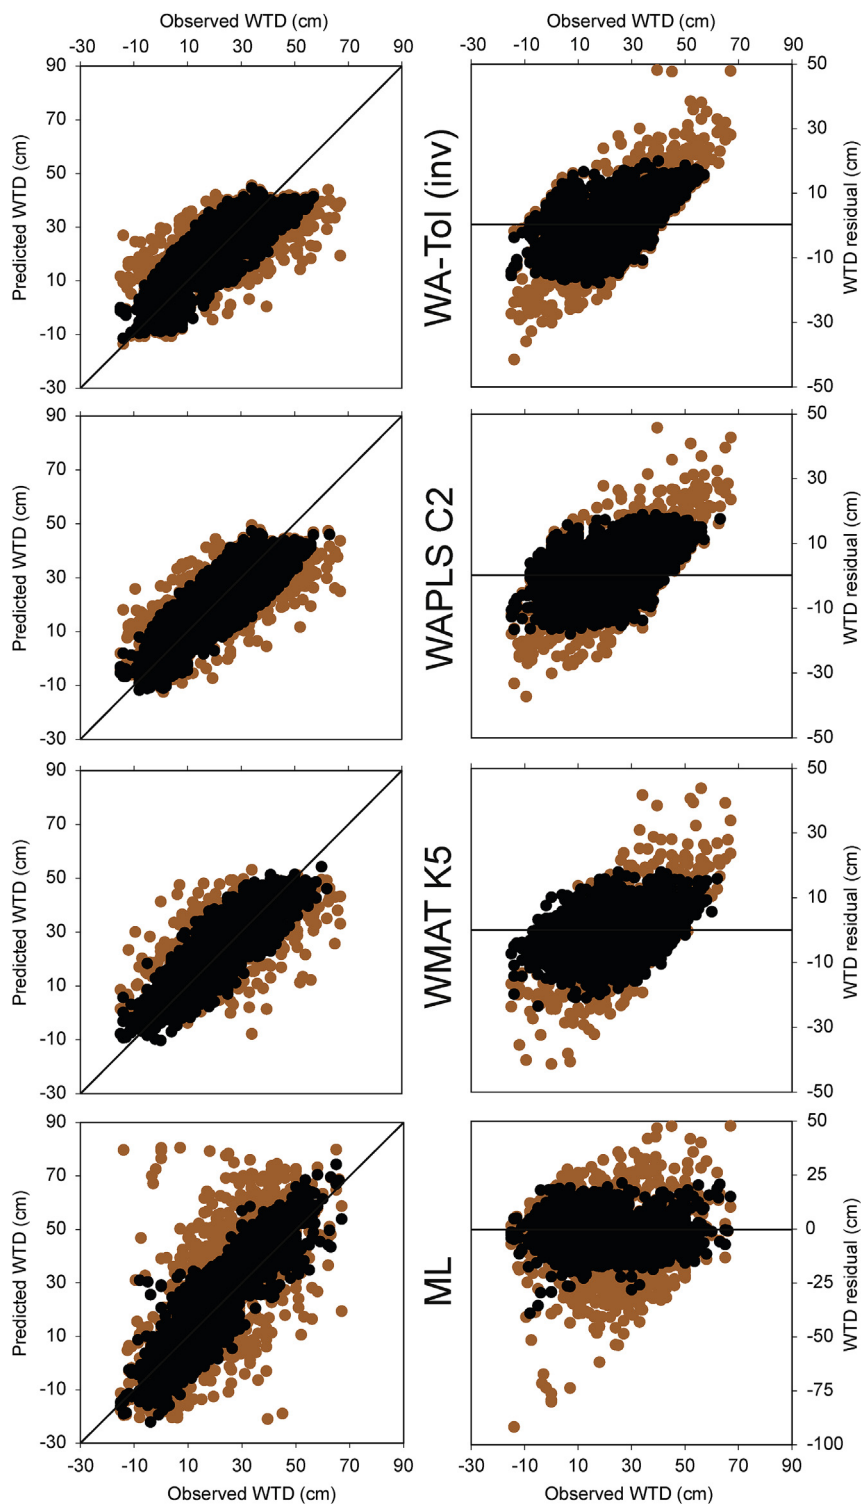 Observed WTD (cm)
Observed WTD (cm)
-30 -10 10 30 50 70 90
-30 -10 10 30 50 70 90
Predicted WTD (cm)
90
70
50
30
10
-10
-30
WA-Tol (inv)
50
30
10
-10
-30
-50
WTD residual (cm)
Predicted WTD (cm)
90
70
50
30
10
-10
-30
WAPLS C2
50
30
10
-10
-30
-50
WTD residual (cm)
Predicted WTD (cm)
90
70
50
30
10
-10
-30
WMAT K5
50
30
10
-10
-30
-50
WTD residual (cm)
Predicted WTD (cm)
90
70
50
30
10
-10
-30
ML
50
25
0
-25
-50
-75
-100
WTD residual (cm)
-30 -10 10 30 50 70 90
-30 -10 10 30 50 70 90
Observed WTD (cm)
Observed WTD (cm)